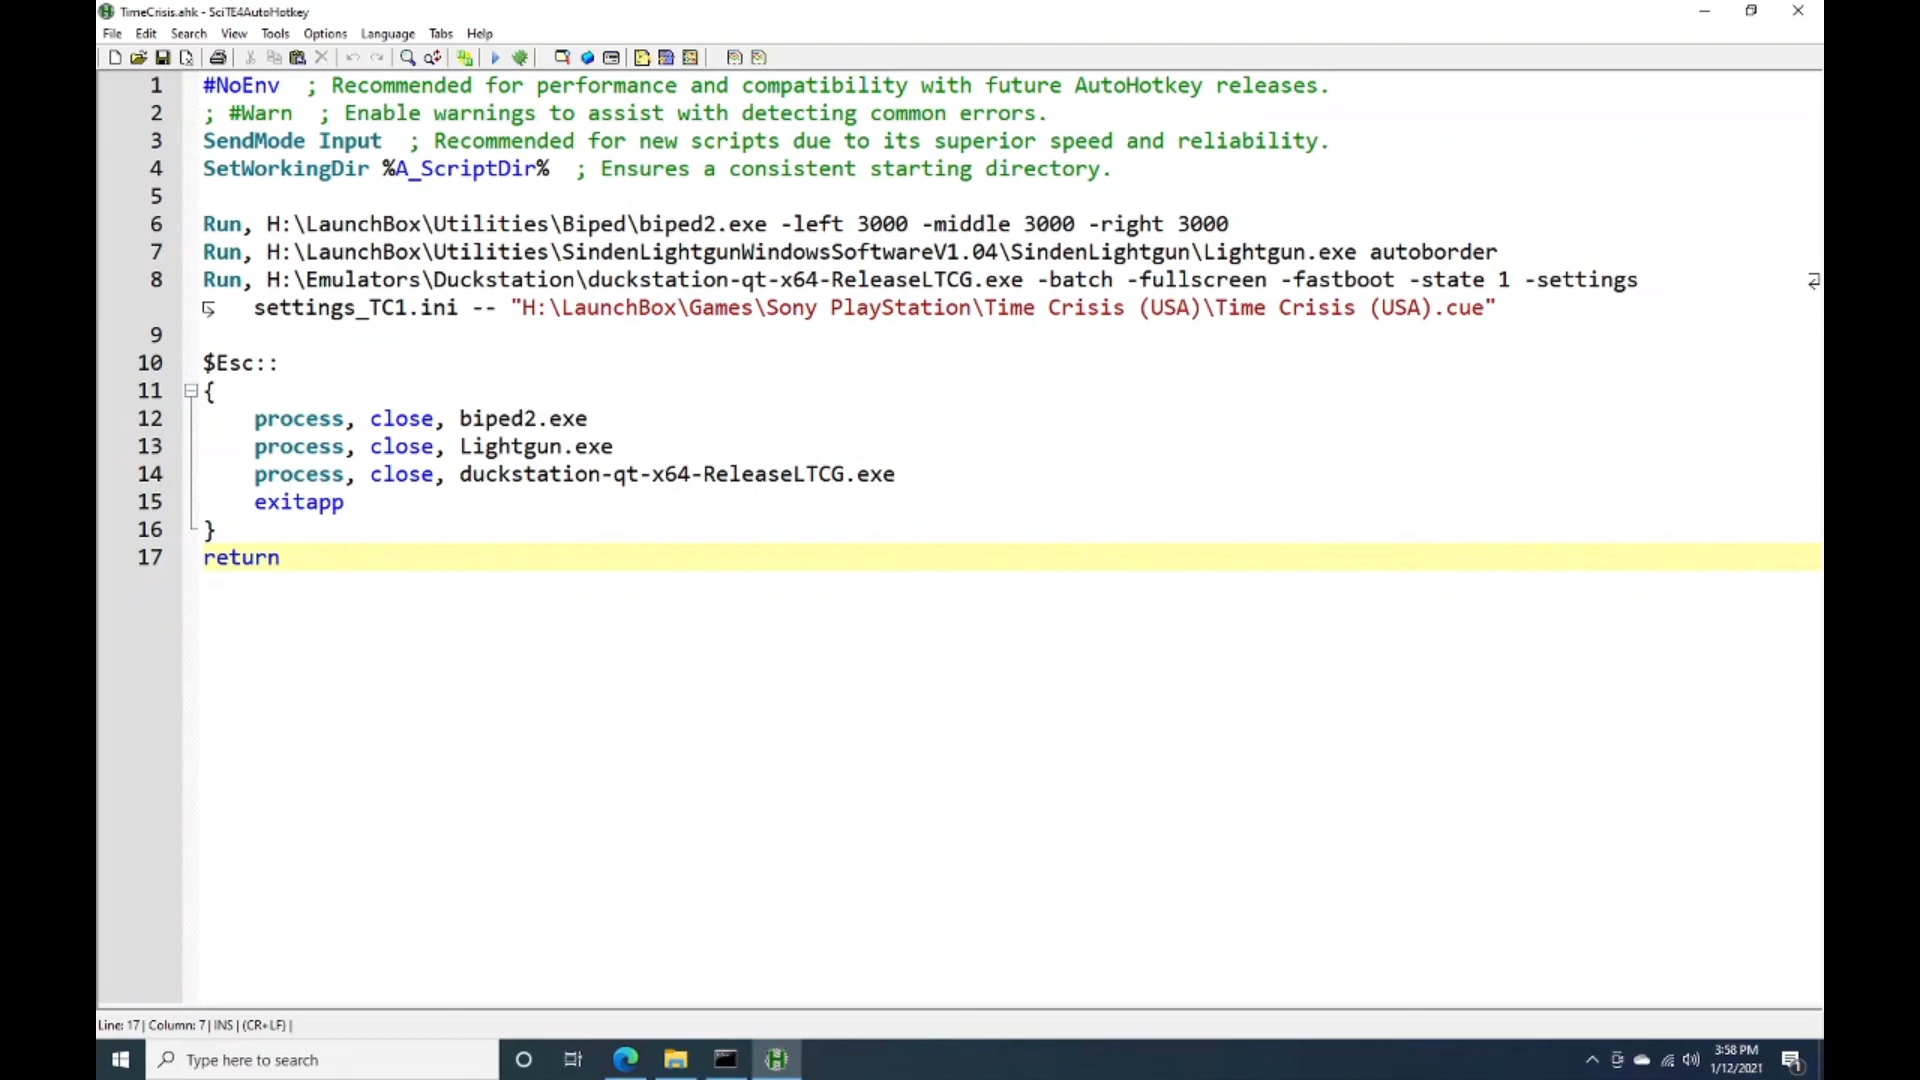 TimeCrisis.ahk - SciTE4AutoHotkey
File Edit Search View Tools Options Language Tabs Help
1 #NoEnv  ; Recommended for performance and compatibility with future AutoHotkey releases.
2 ; #Warn  ; Enable warnings to assist with detecting common errors.
3 SendMode Input  ; Recommended for new scripts due to its superior speed and reliability.
4 SetWorkingDir %A_ScriptDir%  ; Ensures a consistent starting directory.
5
6 Run, H:\LaunchBox\Utilities\Biped\biped2.exe -left 3000 -middle 3000 -right 3000
7 Run, H:\LaunchBox\Utilities\SindenLightgunWindowsSoftwareV1.04\SindenLightgun\Lightgun.exe autoborder
8 Run, H:\Emulators\Duckstation\duckstation-qt-x64-ReleaseLTCG.exe -batch -fullscreen -fastboot -state 1 -settings
settings_TC1.ini -- "H:\LaunchBox\Games\Sony PlayStation\Time Crisis (USA)\Time Crisis (USA).cue"
9
10 $Esc::
11 {
12 process, close, biped2.exe
13 process, close, Lightgun.exe
14 process, close, duckstation-qt-x64-ReleaseLTCG.exe
15 exitapp
16 }
17 return
Line: 17 | Column: 7 | INS | (CR+LF) |
Type here to search
3:58 PM
1/12/2021
1